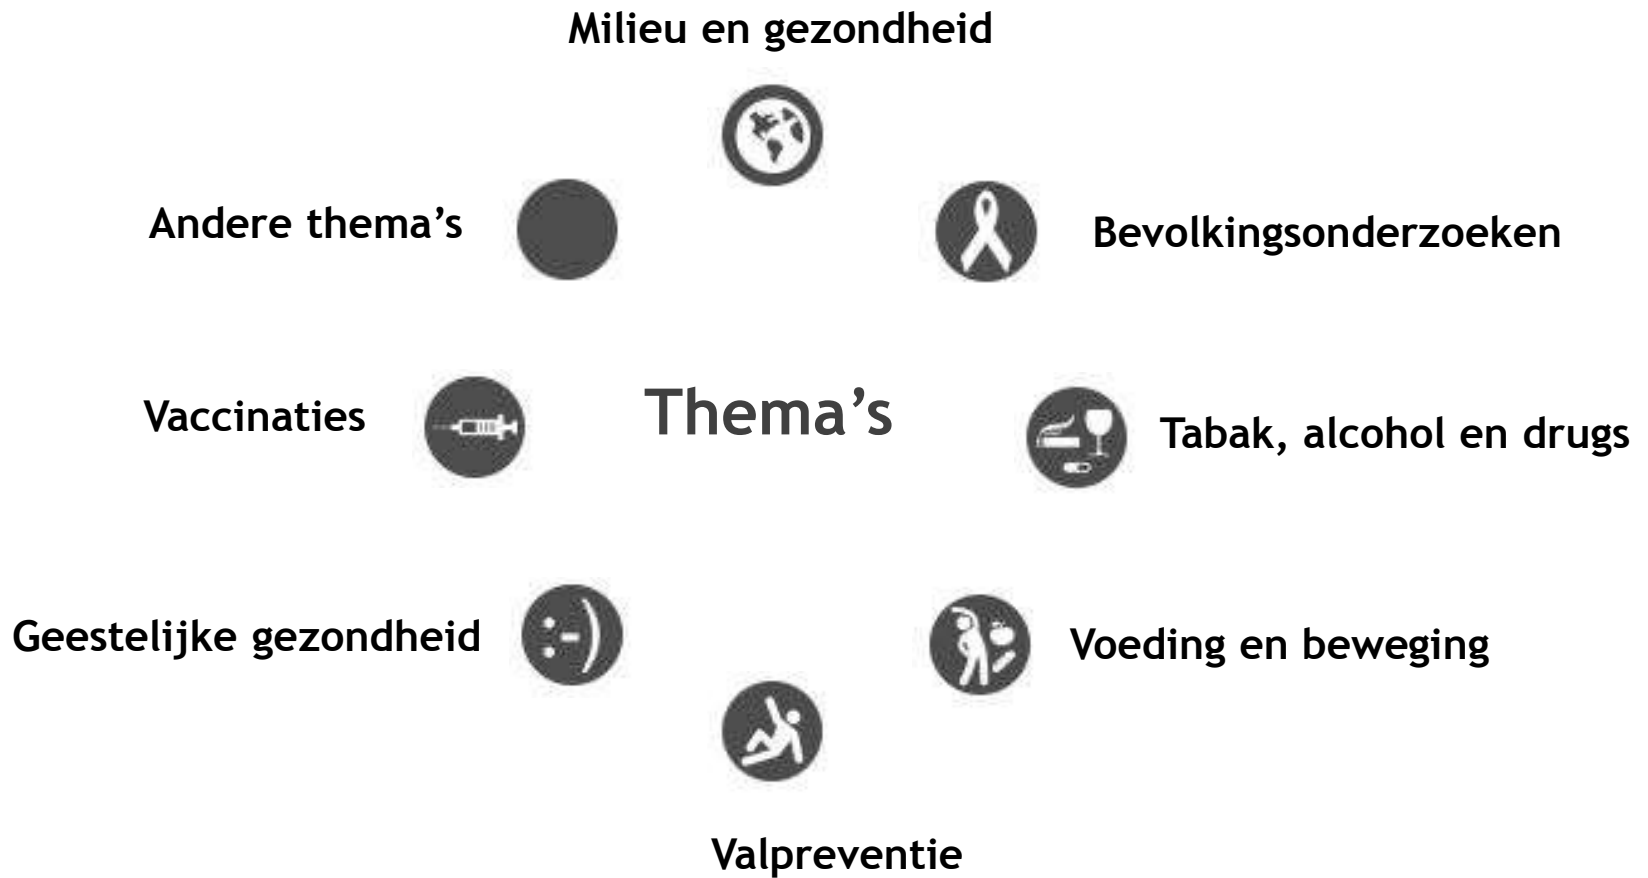 Milieu en gezondheid
Andere thema’s
Bevolkingsonderzoeken
Vaccinaties
Thema’s
Tabak, alcohol en drugs
Geestelijke gezondheid
Voeding en beweging
Valpreventie